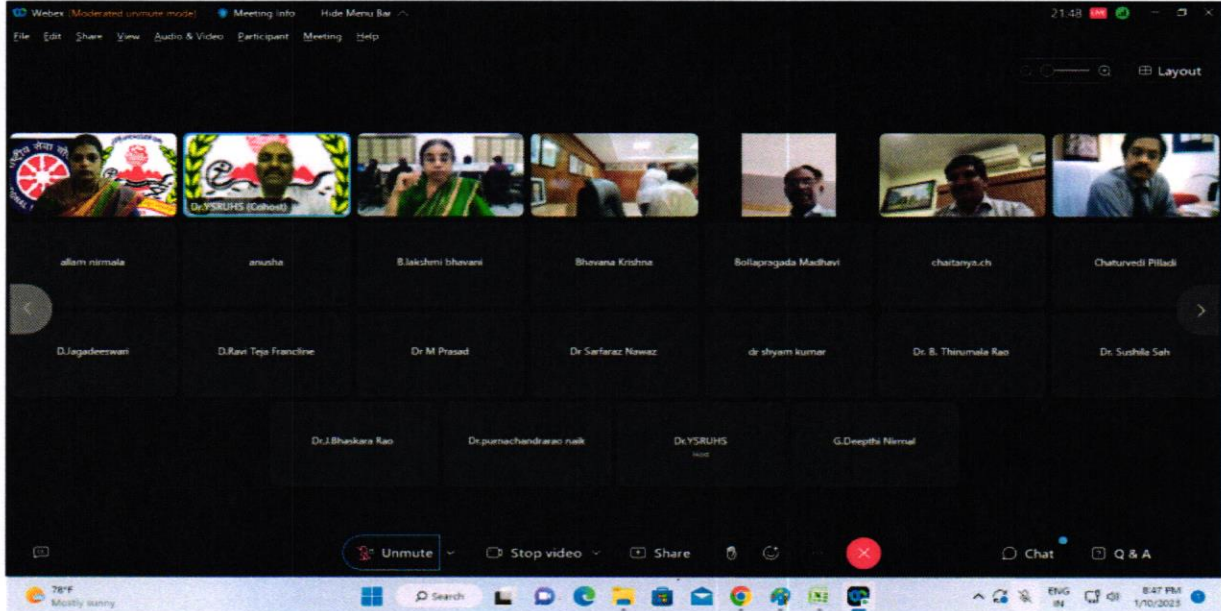 Webex (Moderated unmute mode) Meeting Info Hide Menu Bar 21:48 LIVE
File Edit Share View Audio & Video Participant Meeting Help
Layout
Dr.YSRUHS (Cohost)
allam nirmala anusha B.lakshmi bhavani Bhavana Krishna Bollapragada Madhavi chaitanya.ch Chaturvedi Pilladi
D.Jagadeeswari D.Ravi Teja Francline Dr M Prasad Dr Sarfaraz Nawaz dr shyam kumar Dr. B. Thirumala Rao Dr. Sushila Sah
Dr.J.Bhaskara Rao Dr.purnachandrarao naik Dr.YSRUHS G.Deepthi Nirmal
Host
Unmute Stop video Share Chat Q & A
78°F Search ENG 8:47 PM
Mostly sunny IN 1/10/2023